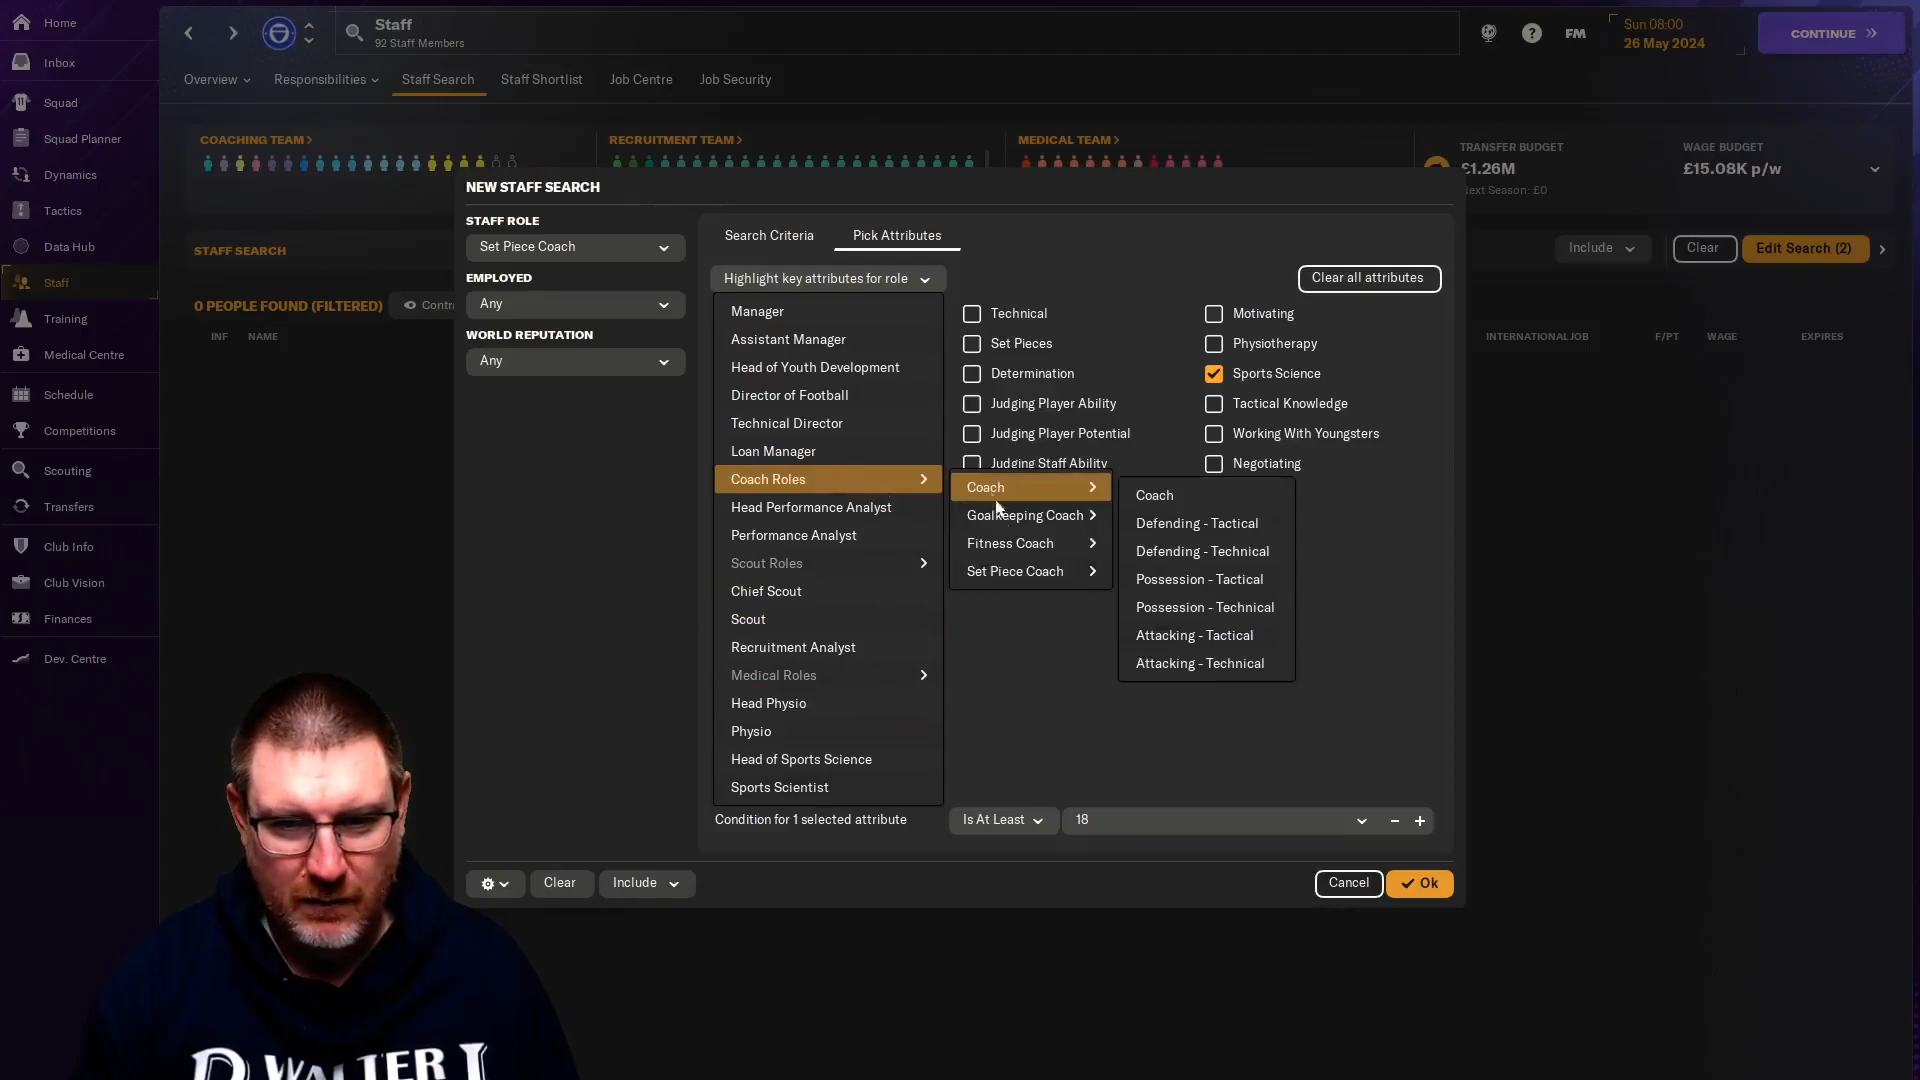 Home
Inbox
Squad
Squad Planner
Dynamics
Tactics
Data Hub
Staff
Training
Medical Centre
Schedule
Competitions
Scouting
Transfers
Club Info
Club Vision
Finances
Dev. Centre
Staff
92 Staff Members
FM
Sun 08:00
26 May 2024
CONTINUE
Overview
Responsibilities
Staff Search
Staff Shortlist
Job Centre
Job Security
COACHING TEAM
RECRUITMENT TEAM
MEDICAL TEAM
TRANSFER BUDGET
£1.26M
Next Season: £0
WAGE BUDGET
£15.08K p/w
STAFF SEARCH
Include
Clear
Edit Search (2)
0 PEOPLE FOUND (FILTERED)
Contr
INF
NAME
INTERNATIONAL JOB
F/PT
WAGE
EXPIRES
NEW STAFF SEARCH
STAFF ROLE
Set Piece Coach
EMPLOYED
Any
WORLD REPUTATION
Any
Search Criteria
Pick Attributes
Highlight key attributes for role
Clear all attributes
Manager
Assistant Manager
Head of Youth Development
Director of Football
Technical Director
Loan Manager
Coach Roles
Head Performance Analyst
Performance Analyst
Scout Roles
Chief Scout
Scout
Recruitment Analyst
Medical Roles
Head Physio
Physio
Head of Sports Science
Sports Scientist
Technical
Set Pieces
Determination
Judging Player Ability
Judging Player Potential
Judging Staff Ability
Motivating
Physiotherapy
Sports Science
Tactical Knowledge
Working With Youngsters
Negotiating
Coach
Goalkeeping Coach
Fitness Coach
Set Piece Coach
Coach
Defending - Tactical
Defending - Technical
Possession - Tactical
Possession - Technical
Attacking - Tactical
Attacking - Technical
Condition for 1 selected attribute
Is At Least
18
Clear
Include
Cancel
Ok